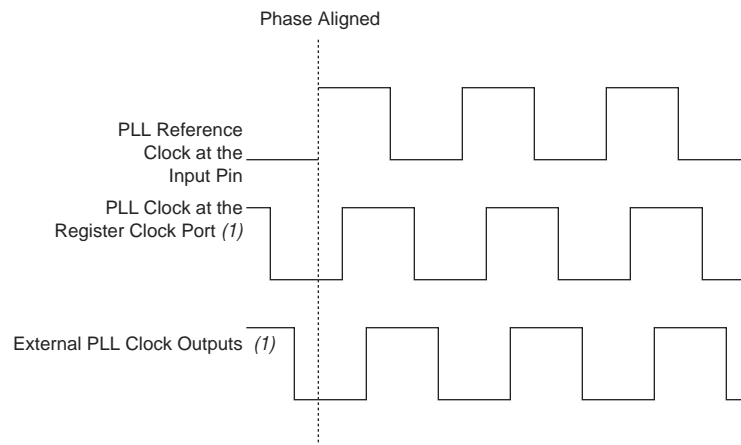 Phase Aligned
PLL Reference
Clock at the
Input Pin
PLL Clock at the
Register Clock Port (1)
External PLL Clock Outputs (1)